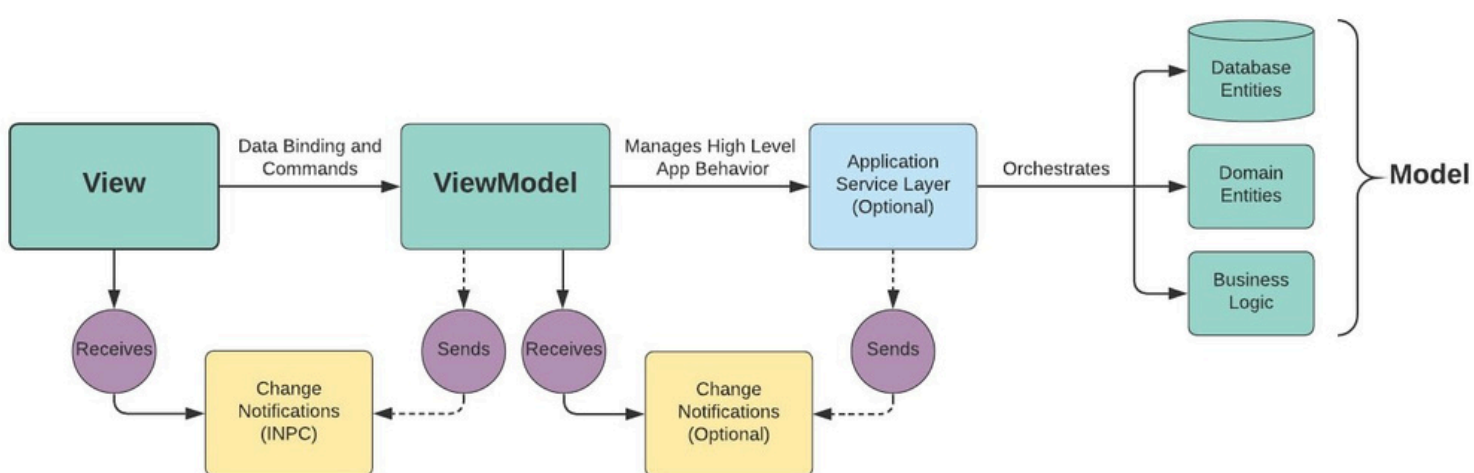 View
Data Binding and
Commands
ViewModel
Manages High Level
App Behavior
Application
Service Layer
(Optional)
Orchestrates
Database
Entities
Domain
Entities
Business
Logic
Model
Receives
Change
Notifications
(INPC)
Sends
Receives
Change
Notifications
(Optional)
Sends